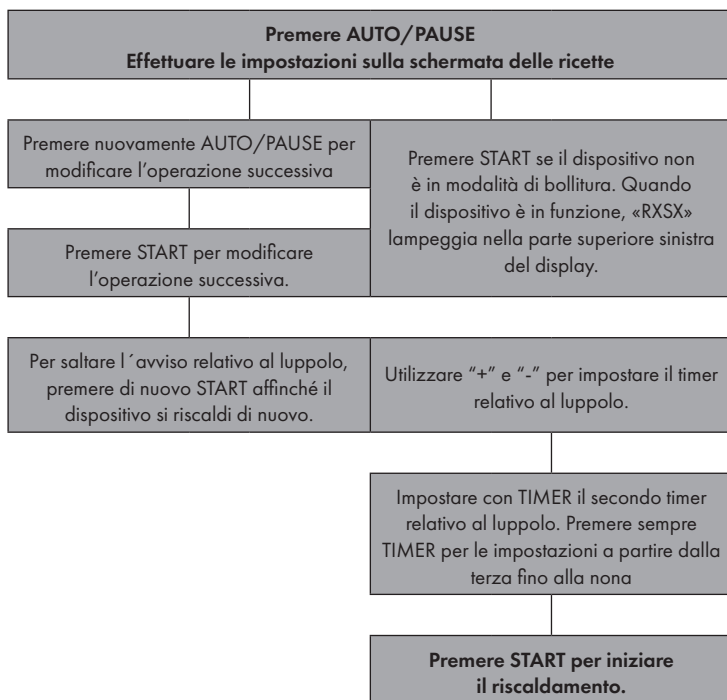 Premere AUTO/PAUSE
Effettuare le impostazioni sulla schermata delle ricette
Premere nuovamente AUTO/PAUSE per
modificare l'operazione successiva
Premere START se il dispositivo non
è in modalità di bollitura. Quando
il dispositivo è in funzione, «RXSX»
lampeggia nella parte superiore sinistra
del display.
Premere START per modificare
l'operazione successiva.
Per saltare l´avviso relativo al luppolo,
premere di nuovo START affinché il
dispositivo si riscaldi di nuovo.
Utilizzare “+” e “-” per impostare il timer
relativo al luppolo.
Impostare con TIMER il secondo timer
relativo al luppolo. Premere sempre
TIMER per le impostazioni a partire dalla
terza fino alla nona
Premere START per iniziare
il riscaldamento.